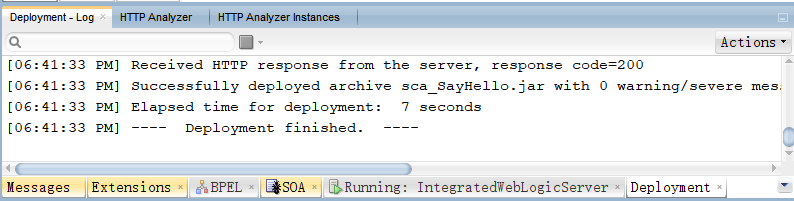 Deployment - Log HTTP Analyzer HTTP Analyzer Instances
Actions
[06:41:33 PM] Received HTTP response from the server, response code=200
[06:41:33 PM] Successfully deployed archive sca_SayHello.jar with 0 warning/severe mes
[06:41:33 PM] Elapsed time for deployment:  7 seconds
[06:41:33 PM] ----  Deployment finished.  ----
Messages Extensions BPEL SOA Running: IntegratedWebLogicServer Deployment